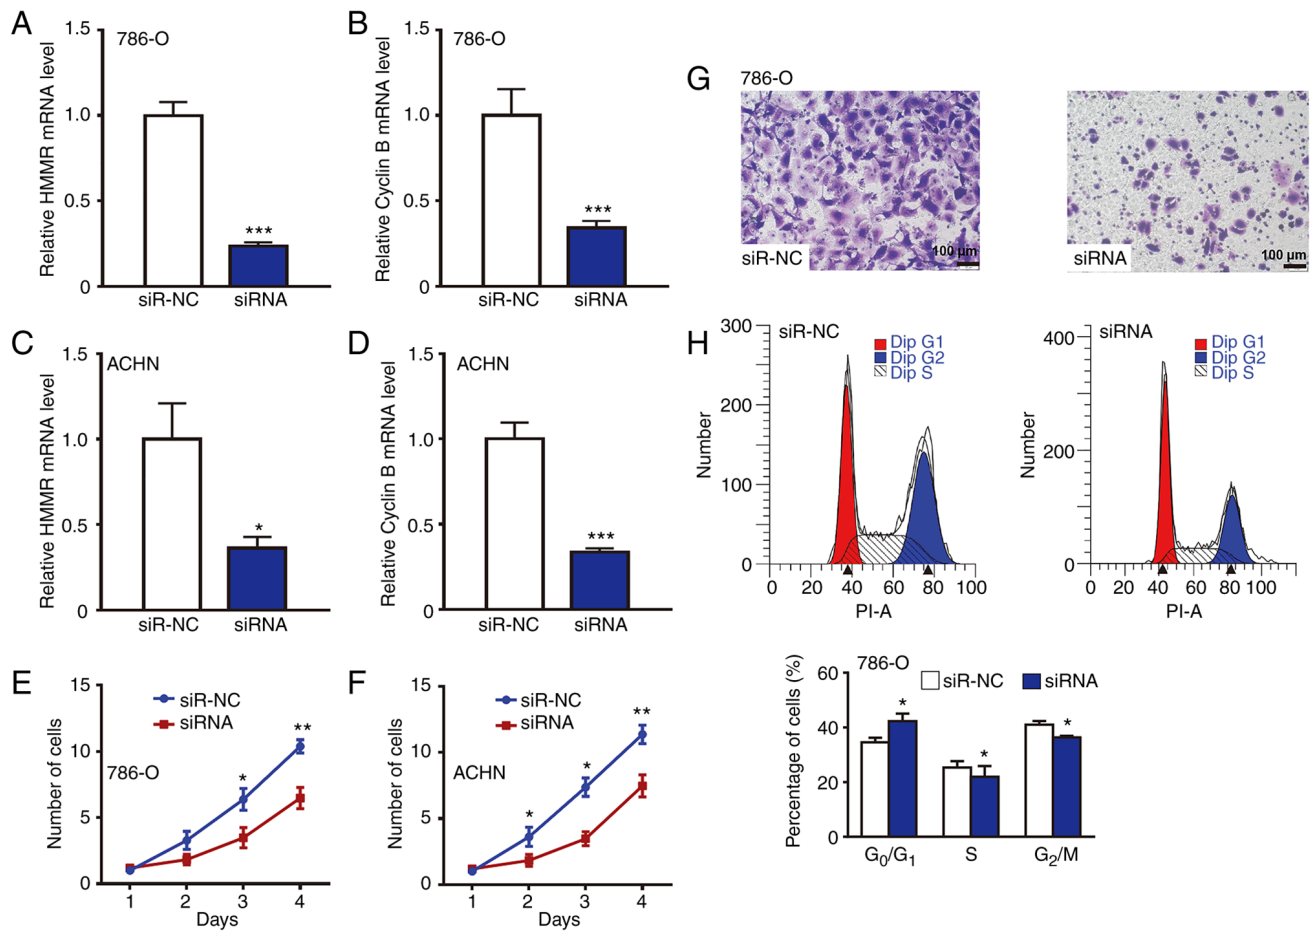 A
1.5
786-O
1.0
0.5
0
Relative HMMR mRNA level
***
siR-NC siRNA
B
1.5
786-O
1.0
0.5
0
Relative Cyclin B mRNA level
***
siR-NC siRNA
C
1.5
ACHN
1.0
0.5
0
Relative HMMR mRNA level
*
siR-NC siRNA
D
1.5
ACHN
1.0
0.5
0
Relative Cyclin B mRNA level
***
siR-NC siRNA
E
15
10
5
0
Number of cells
siR-NC
siRNA
786-O
* **
1 2 3 4
Days
F
15
10
5
0
Number of cells
siR-NC
siRNA
ACHN
* * **
1 2 3 4
Days
G
786-O
siR-NC
100 µm
siRNA
100 µm
H
300
200
100
0
Number
siR-NC
Dip G1
Dip G2
Dip S
0 20 40 60 80 100
PI-A
400
200
0
Number
siRNA
Dip G1
Dip G2
Dip S
0 20 40 60 80 100
PI-A
786-O
siR-NC siRNA
60
40
20
0
Percentage of cells (%)
* * *
G0/G1 S G2/M